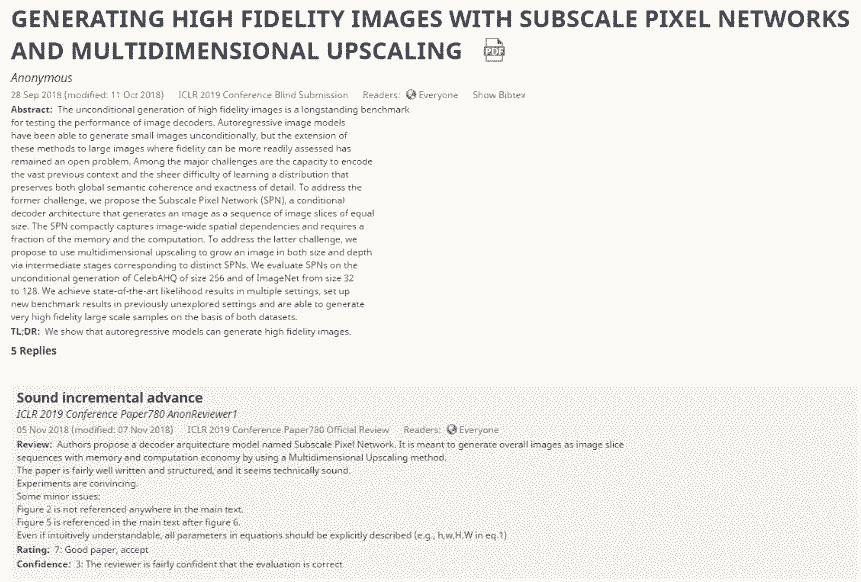 GENERATING HIGH FIDELITY IMAGES WITH SUBSCALE PIXEL NETWORKS
AND MULTIDIMENSIONAL UPSCALING PDF
Anonymous
28 Sep 2018 (modified: 11 Oct 2018) ICLR 2019 Conference Blind Submission Readers: Everyone Show Bibtex
Abstract: The unconditional generation of high fidelity images is a longstanding benchmark
for testing the performance of image decoders. Autoregressive image models
have been able to generate small images unconditionally, but the extension of
these methods to large images where fidelity can be more readily assessed has
remained an open problem. Among the major challenges are the capacity to encode
the vast previous context and the sheer difficulty of learning a distribution that
preserves both global semantic coherence and exactness of detail. To address the
former challenge, we propose the Subscale Pixel Network (SPN), a conditional
decoder architecture that generates an image as a sequence of image slices of equal
size. The SPN compactly captures image-wide spatial dependencies and requires a
fraction of the memory and the computation. To address the latter challenge, we
propose to use multidimensional upscaling to grow an image in both size and depth
via intermediate stages corresponding to distinct SPNs. We evaluate SPNs on the
unconditional generation of CelebAHQ of size 256 and of ImageNet from size 32
to 128. We achieve state-of-the-art likelihood results in multiple settings, set up
new benchmark results in previously unexplored settings and are able to generate
very high fidelity large scale samples on the basis of both datasets.
TL;DR: We show that autoregressive models can generate high fidelity images.
5 Replies
Sound incremental advance
ICLR 2019 Conference Paper780 AnonReviewer1
05 Nov 2018 (modified: 07 Nov 2018) ICLR 2019 Conference Paper780 Official Review Readers: Everyone
Review: Authors propose a decoder arquitecture model named Subscale Pixel Network. It is meant to generate overall images as image slice
sequences with memory and computation economy by using a Multidimensional Upscaling method.
The paper is fairly well written and structured, and it seems technically sound.
Experiments are convincing.
Some minor issues:
Figure 2 is not referenced anywhere in the main text.
Figure 5 is referenced in the main text after figure 6.
Even if intuitively understandable, all parameters in equations should be explicitly described (e.g., h,w,H,W in eq.1)
Rating: 7: Good paper, accept
Confidence: 3: The reviewer is fairly confident that the evaluation is correct